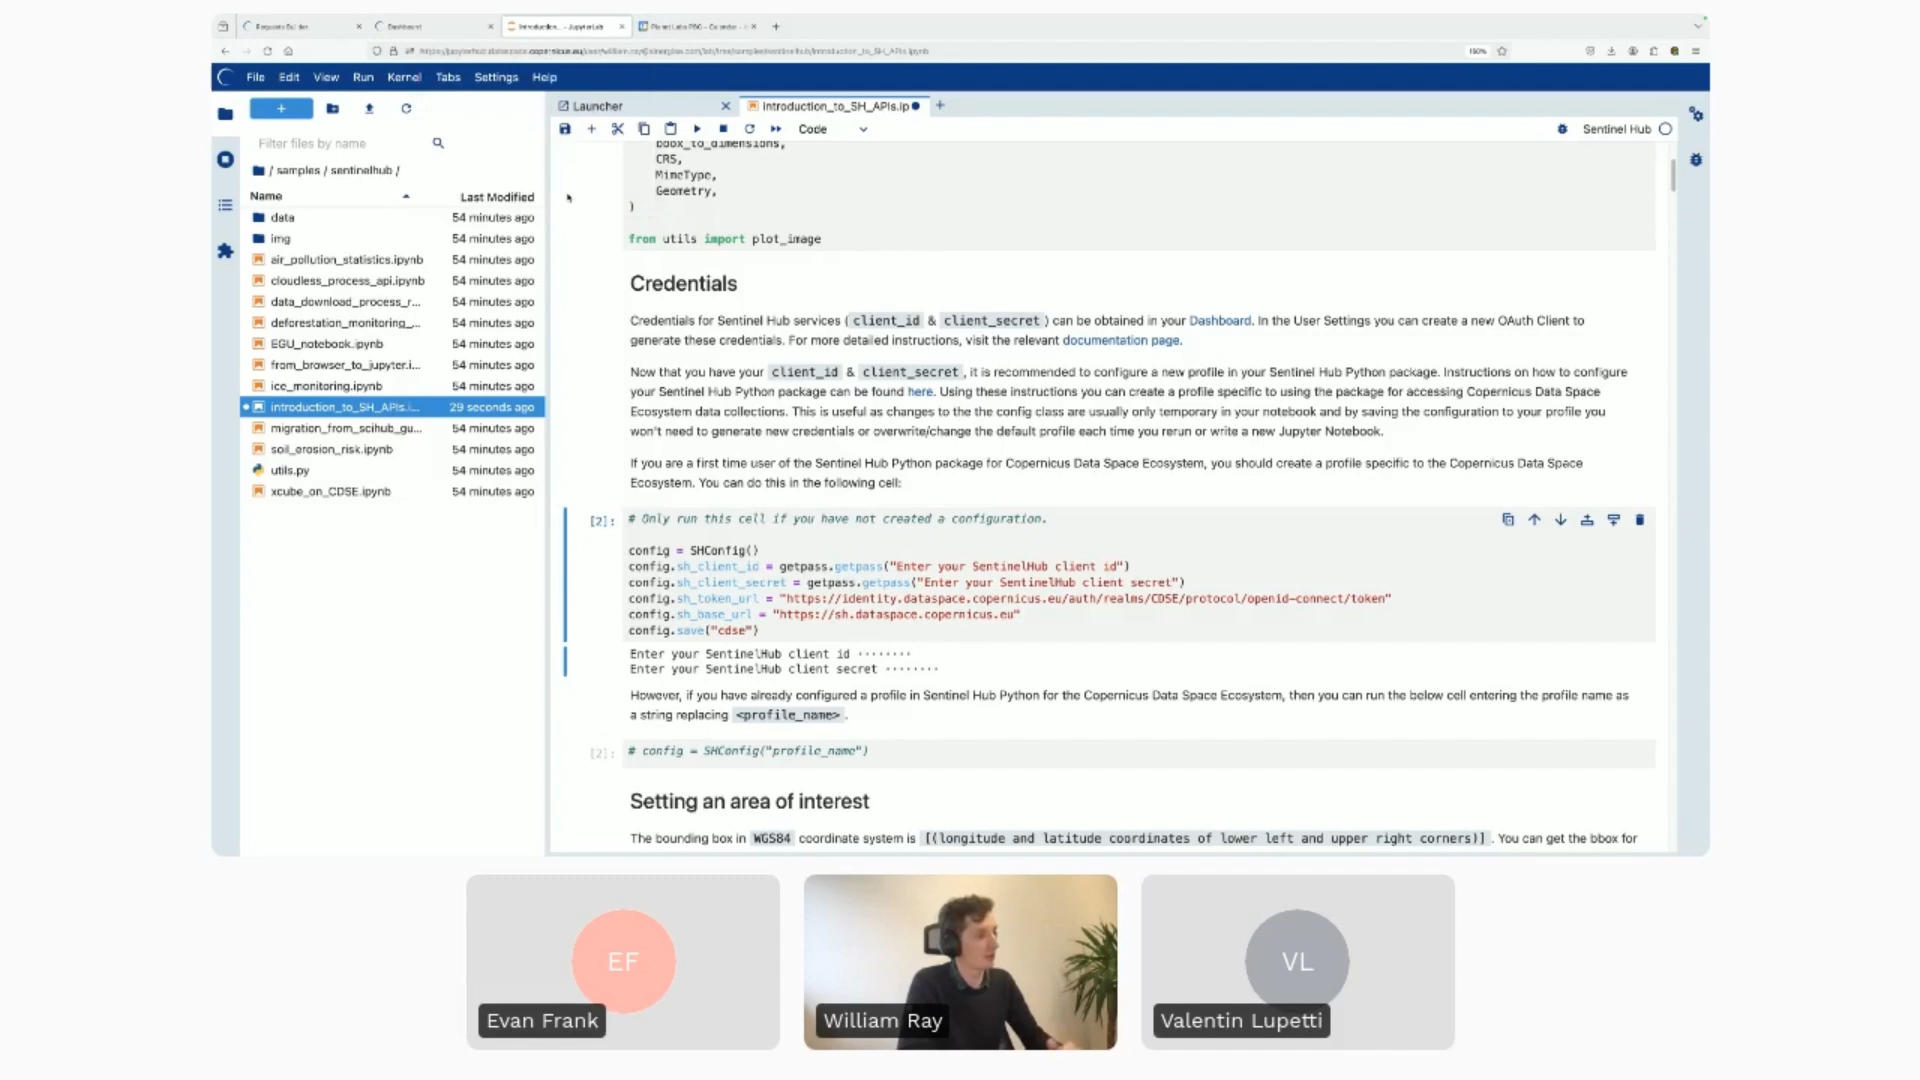 Requests Builder
Dashboard
Introduction... - JupyterLab
Planet Labs PBC - Calendar -
150%
File Edit View Run Kernel Tabs Settings Help
Launcher
introduction_to_SH_APIs.ip
Code
Sentinel Hub
Filter files by name
/ samples / sentinelhub /
Name Last Modified
data 54 minutes ago
img 54 minutes ago
air_pollution_statistics.ipynb 54 minutes ago
cloudless_process_api.ipynb 54 minutes ago
data_download_process_r... 54 minutes ago
deforestation_monitoring_... 54 minutes ago
EGU_notebook.ipynb 54 minutes ago
from_browser_to_jupyter.i... 54 minutes ago
ice_monitoring.ipynb 54 minutes ago
introduction_to_SH_APIs.i... 29 seconds ago
migration_from_scihub_gu... 54 minutes ago
soil_erosion_risk.ipynb 54 minutes ago
utils.py 54 minutes ago
xcube_on_CDSE.ipynb 54 minutes ago
bbox_to_dimensions,
CRS,
MimeType,
Geometry,
)
from utils import plot_image
Credentials
Credentials for Sentinel Hub services ( client_id & client_secret ) can be obtained in your Dashboard. In the User Settings you can create a new OAuth Client to
generate these credentials. For more detailed instructions, visit the relevant documentation page.
Now that you have your client_id & client_secret , it is recommended to configure a new profile in your Sentinel Hub Python package. Instructions on how to configure
your Sentinel Hub Python package can be found here. Using these instructions you can create a profile specific to using the package for accessing Copernicus Data Space
Ecosystem data collections. This is useful as changes to the the config class are usually only temporary in your notebook and by saving the configuration to your profile you
won't need to generate new credentials or overwrite/change the default profile each time you rerun or write a new Jupyter Notebook.
If you are a first time user of the Sentinel Hub Python package for Copernicus Data Space Ecosystem, you should create a profile specific to the Copernicus Data Space
Ecosystem. You can do this in the following cell:
[2]: # Only run this cell if you have not created a configuration.
config = SHConfig()
config.sh_client_id = getpass.getpass("Enter your SentinelHub client id")
config.sh_client_secret = getpass.getpass("Enter your SentinelHub client secret")
config.sh_token_url = "https://identity.dataspace.copernicus.eu/auth/realms/CDSE/protocol/openid-connect/token"
config.sh_base_url = "https://sh.dataspace.copernicus.eu"
config.save("cdse")
Enter your SentinelHub client id ········
Enter your SentinelHub client secret ········
However, if you have already configured a profile in Sentinel Hub Python for the Copernicus Data Space Ecosystem, then you can run the below cell entering the profile name as
a string replacing <profile_name> .
[2]: # config = SHConfig("profile_name")
Setting an area of interest
The bounding box in WGS84 coordinate system is [(longitude and latitude coordinates of lower left and upper right corners)] . You can get the bbox for
EF
Evan Frank
William Ray
VL
Valentin Lupetti